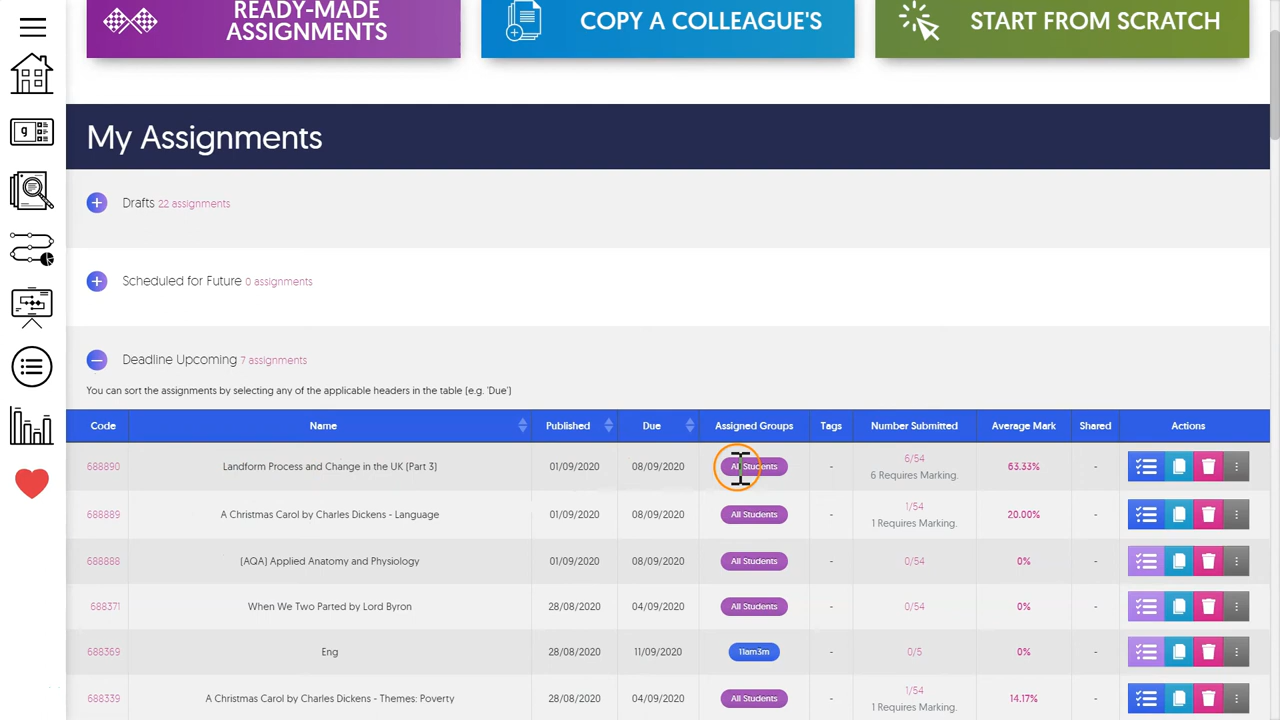 READY-MADE
ASSIGNMENTS
COPY A COLLEAGUE'S
START FROM SCRATCH
My Assignments
Drafts 22 assignments
Scheduled for Future 0 assignments
Deadline Upcoming 7 assignments
You can sort the assignments by selecting any of the applicable headers in the table (e.g. 'Due')
Code Name Published Due Assigned Groups Tags Number Submitted Average Mark Shared Actions
688890 Landform Process and Change in the UK (Part 3) 01/09/2020 08/09/2020 All Students - 6/54 63.33% -
6 Requires Marking.
688889 A Christmas Carol by Charles Dickens - Language 01/09/2020 08/09/2020 All Students - 1/54 20.00% -
1 Requires Marking.
688888 (AQA) Applied Anatomy and Physiology 01/09/2020 08/09/2020 All Students - 0/54 0% -
688371 When We Two Parted by Lord Byron 28/08/2020 04/09/2020 All Students - 0/54 0% -
688369 Eng 28/08/2020 11/09/2020 11am3m - 0/5 0% -
688339 A Christmas Carol by Charles Dickens - Themes: Poverty 28/08/2020 04/09/2020 All Students - 1/54 14.17% -
1 Requires Marking.